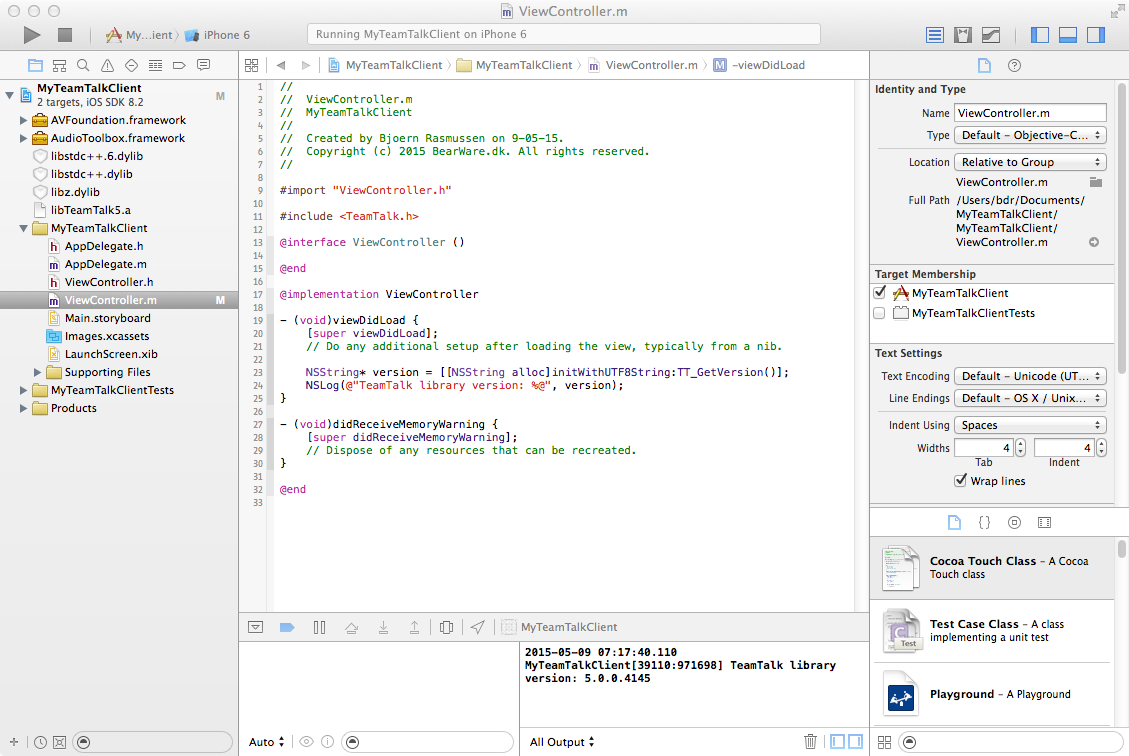 ViewController.m
My...ient
iPhone 6
Running MyTeamTalkClient on iPhone 6
MyTeamTalkClient
MyTeamTalkClient
ViewController.m
-viewDidLoad
MyTeamTalkClient
M
2 targets, iOS SDK 8.2
AVFoundation.framework
AudioToolbox.framework
libstdc++.6.dylib
libstdc++.dylib
libz.dylib
libTeamTalk5.a
MyTeamTalkClient
h AppDelegate.h
m AppDelegate.m
h ViewController.h
m ViewController.m M
Main.storyboard
Images.xcassets
LaunchScreen.xib
Supporting Files
MyTeamTalkClientTests
Products
1 //
2 //  ViewController.m
3 //  MyTeamTalkClient
4 //
5 //  Created by Bjoern Rasmussen on 9-05-15.
6 //  Copyright (c) 2015 BearWare.dk. All rights reserved.
7 //
8
9 #import "ViewController.h"
10
11 #include <TeamTalk.h>
12
13 @interface ViewController ()
14
15 @end
16
17 @implementation ViewController
18
19 - (void)viewDidLoad {
20     [super viewDidLoad];
21     // Do any additional setup after loading the view, typically from a nib.
22
23     NSString* version = [[NSString alloc]initWithUTF8String:TT_GetVersion()];
24     NSLog(@"TeamTalk library version: %@", version);
25 }
26
27 - (void)didReceiveMemoryWarning {
28     [super didReceiveMemoryWarning];
29     // Dispose of any resources that can be recreated.
30 }
31
32 @end
33
MyTeamTalkClient
2015-05-09 07:17:40.110
MyTeamTalkClient[39110:971698] TeamTalk library
version: 5.0.0.4145
Auto
All Output
Identity and Type
Name ViewController.m
Type Default - Objective-C...
Location Relative to Group
ViewController.m
Full Path /Users/bdr/Documents/
MyTeamTalkClient/
MyTeamTalkClient/
ViewController.m
Target Membership
MyTeamTalkClient
MyTeamTalkClientTests
Text Settings
Text Encoding Default - Unicode (UT...
Line Endings Default - OS X / Unix...
Indent Using Spaces
Widths 4 4
Tab Indent
Wrap lines
{}
Cocoa Touch Class - A Cocoa
Touch class
Test Case Class - A class
implementing a unit test
Test
Playground - A Playground